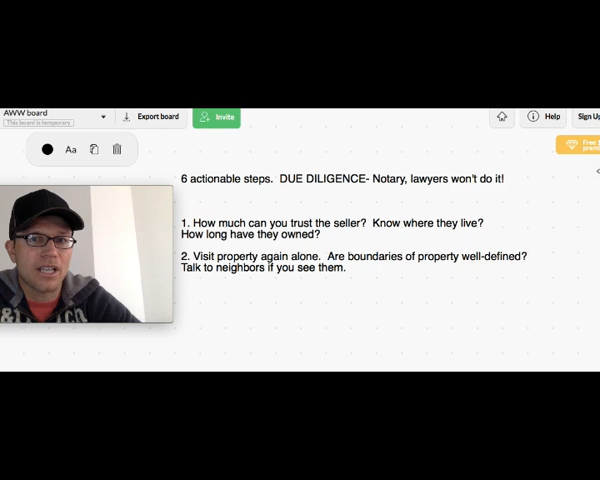 AWW board
This board is temporary
Export board
Invite
Help
Sign Up
Free
Aa
6 actionable steps.  DUE DILIGENCE- Notary, lawyers won't do it!
1. How much can you trust the seller?  Know where they live?
How long have they owned?
2. Visit property again alone.  Are boundaries of property well-defined?
Talk to neighbors if you see them.